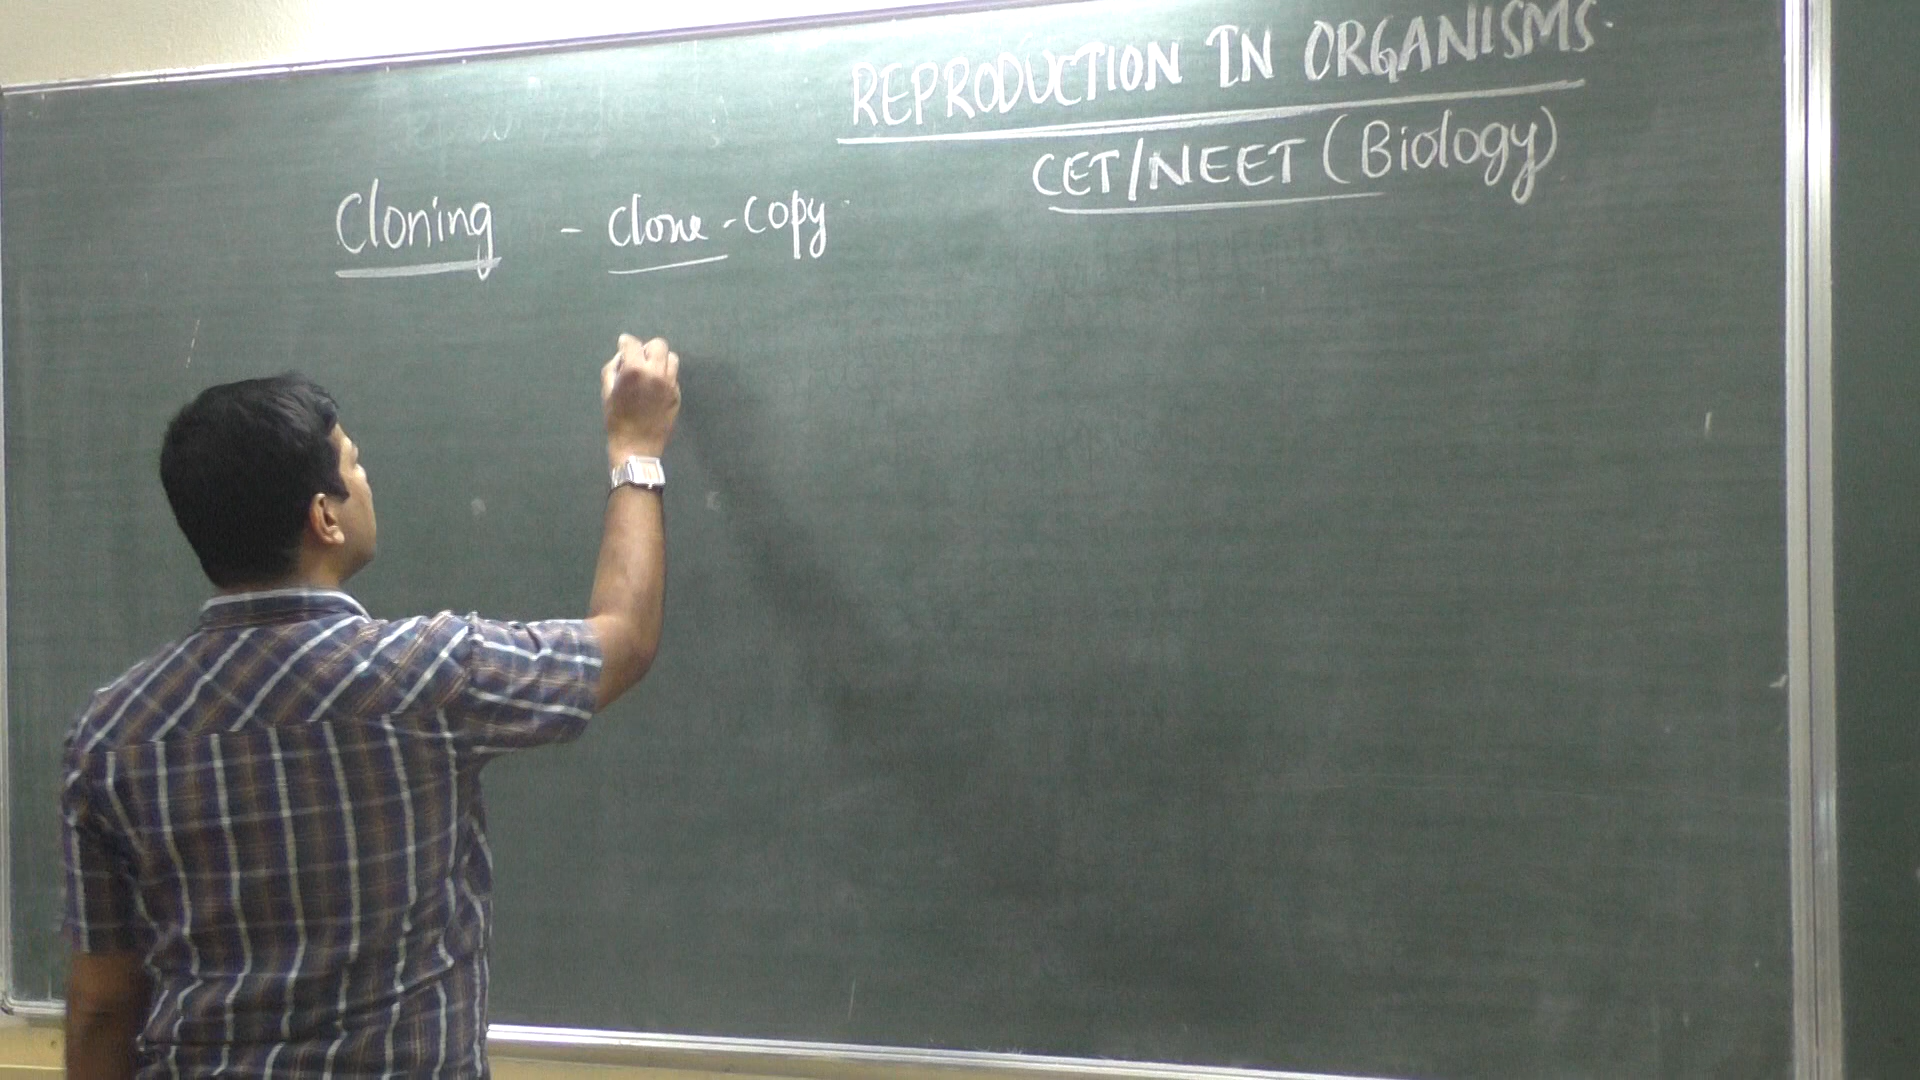 REPRODUCTION IN ORGANISMS.
CET/NEET (Biology)
Cloning - Clone - Copy.